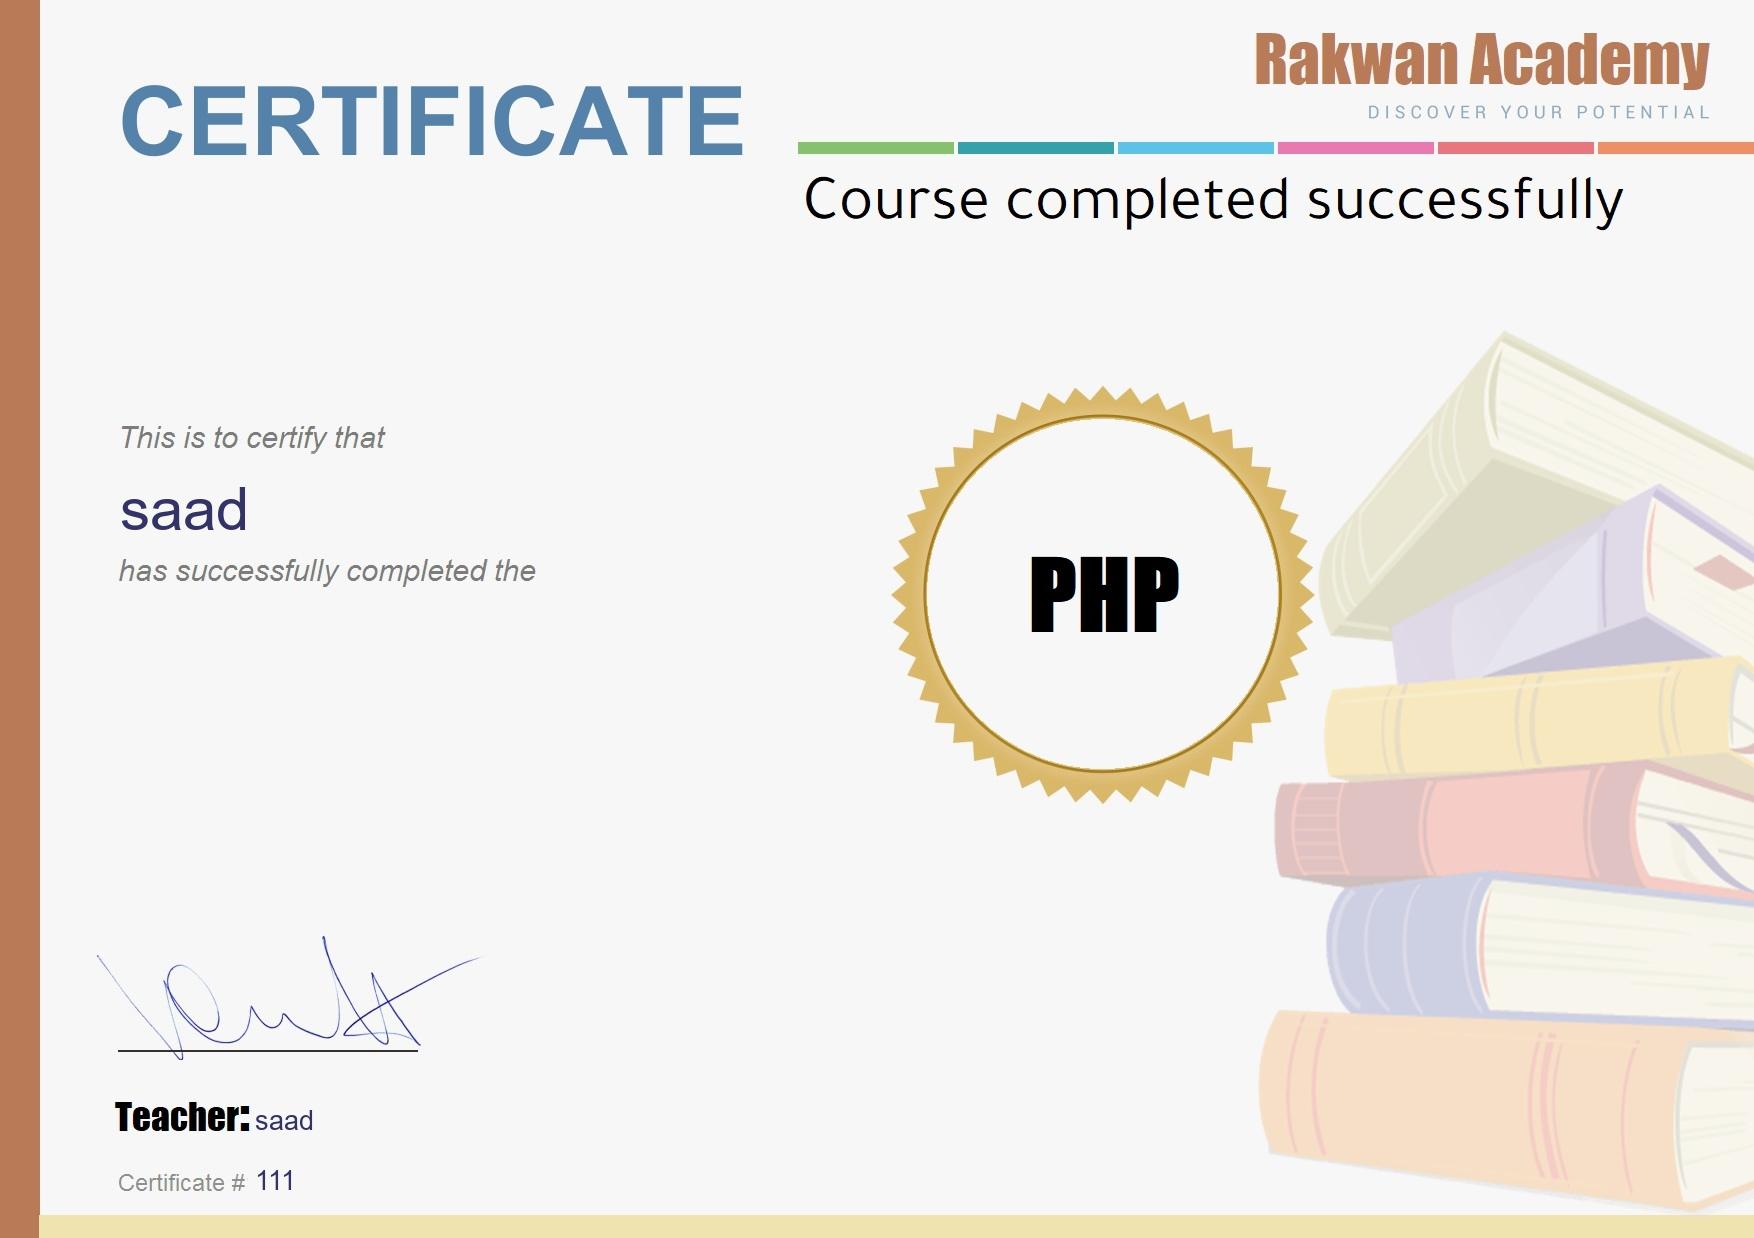 Rakwan Academy
DISCOVER YOUR POTENTIAL
CERTIFICATE
Course completed successfully
This is to certify that
saad
has successfully completed the
PHP
Teacher: saad
Certificate # 111